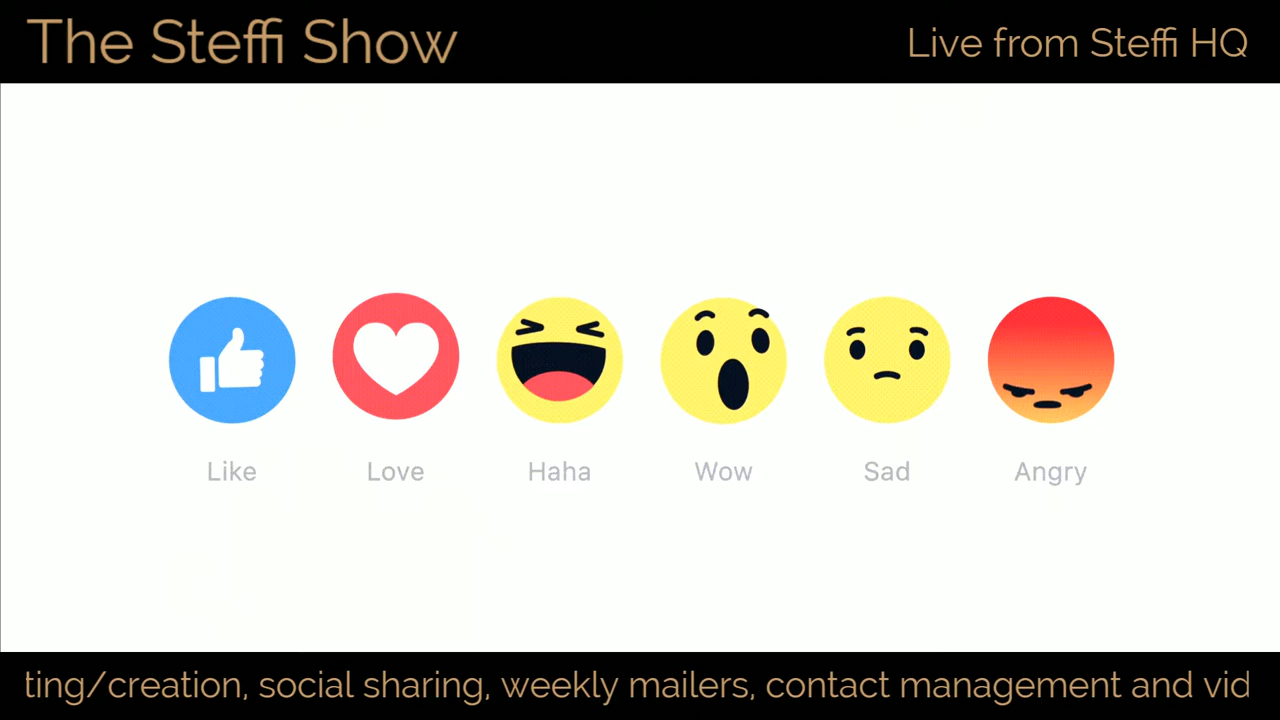 The Steffi Show
Live from Steffi HQ
Like Love Haha Wow Sad Angry
ting/creation, social sharing, weekly mailers, contact management and vid